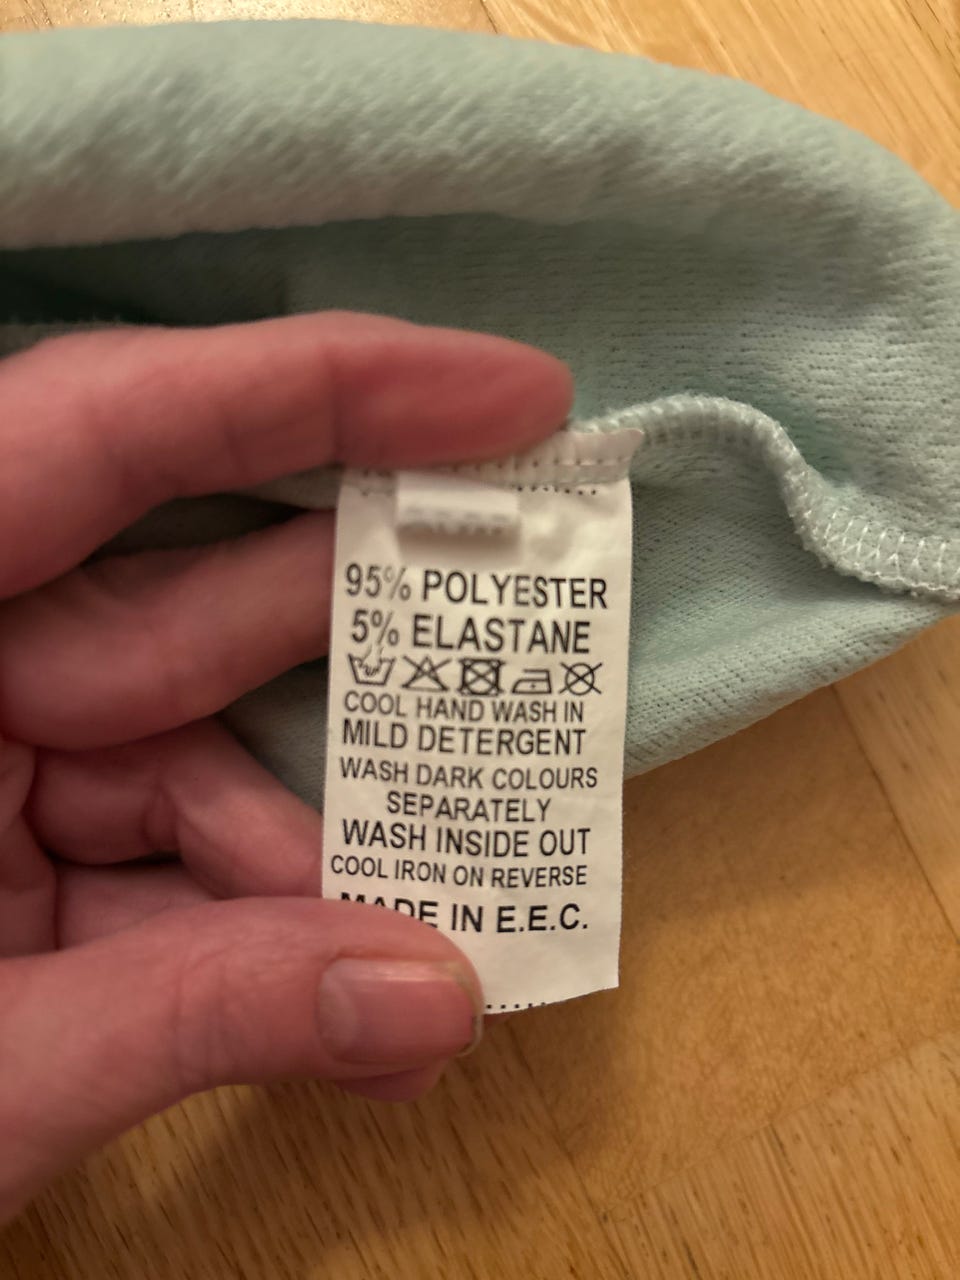 95% POLYESTER
5% ELASTANE
COOL HAND WASH IN
MILD DETERGENT
WASH DARK COLOURS
SEPARATELY
WASH INSIDE OUT
COOL IRON ON REVERSE
MADE IN E.E.C.